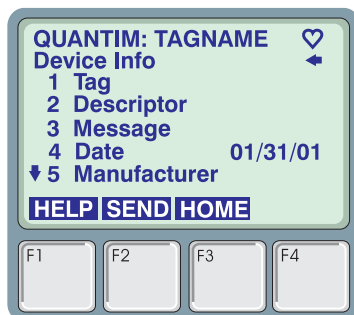 QUANTIM: TAGNAME
Device Info
1 Tag
2 Descriptor
3 Message
4 Date 01/31/01
5 Manufacturer
HELP SEND HOME
F1 F2 F3 F4